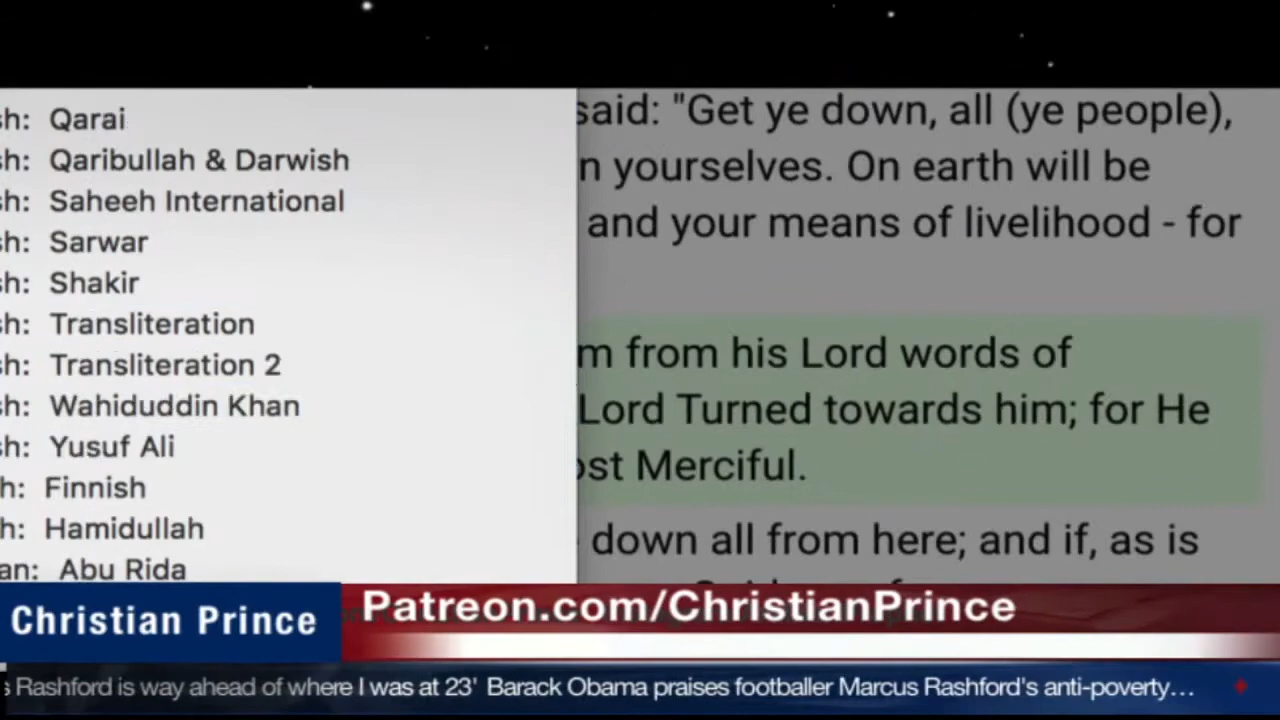 sh: Qarai
sh: Qaribullah & Darwish
sh: Saheeh International
sh: Sarwar
sh: Shakir
sh: Transliteration
sh: Transliteration 2
sh: Wahiduddin Khan
sh: Yusuf Ali
h: Finnish
h: Hamidullah
an: Abu Rida
said: "Get ye down, all (ye people),
n yourselves. On earth will be
and your means of livelihood - for
m from his Lord words of
Lord Turned towards him; for He
ost Merciful.
down all from here; and if, as is
Christian Prince
Patreon.com/ChristianPrince
s Rashford is way ahead of where I was at 23' Barack Obama praises footballer Marcus Rashford's anti-poverty…